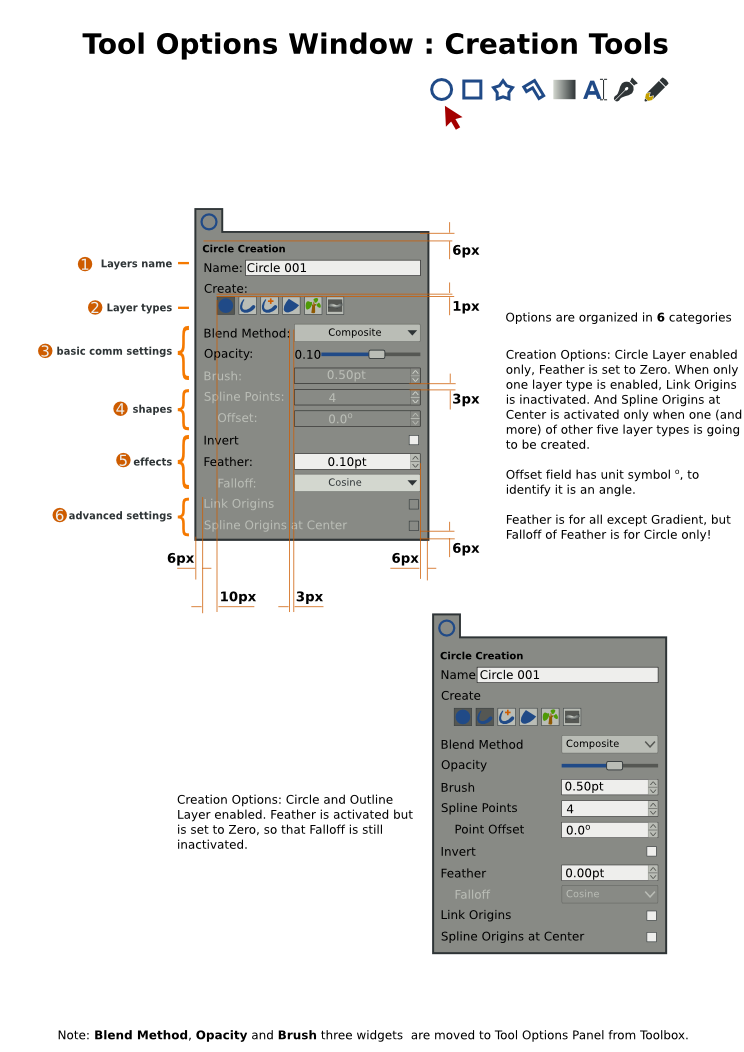 Tool Options Window : Creation Tools
A
6px
Circle Creation
1 Layers name
Name: Circle 001
Create:
2 Layer types
1px
Options are organized in 6 categories
3 basic comm settings
Blend Method: Composite
Opacity: 0.10
Brush: 0.50pt
3px
4 shapes
Spline Points: 4
Offset: 0.0º
Creation Options: Circle Layer enabled
only, Feather is set to Zero. When only
one layer type is enabled, Link Origins
is inactivated. And Spline Origins at
Center is activated only when one (and
more) of other five layer types is going
to be created.
Offset field has unit symbol º, to
identify it is an angle.
Feather is for all except Gradient, but
Falloff of Feather is for Circle only!
Invert
5 effects
Feather: 0.10pt
Falloff: Cosine
Link Origins
6 advanced settings
Spline Origins at Center
6px
6px
6px
10px
3px
Circle Creation
Name Circle 001
Create
Blend Method Composite
Opacity
Brush 0.50pt
Spline Points 4
Point Offset 0.0º
Invert
Feather 0.00pt
Falloff Cosine
Link Origins
Spline Origins at Center
Creation Options: Circle and Outline
Layer enabled. Feather is activated but
is set to Zero, so that Falloff is still
inactivated.
Note: Blend Method, Opacity and Brush three widgets  are moved to Tool Options Panel from Toolbox.